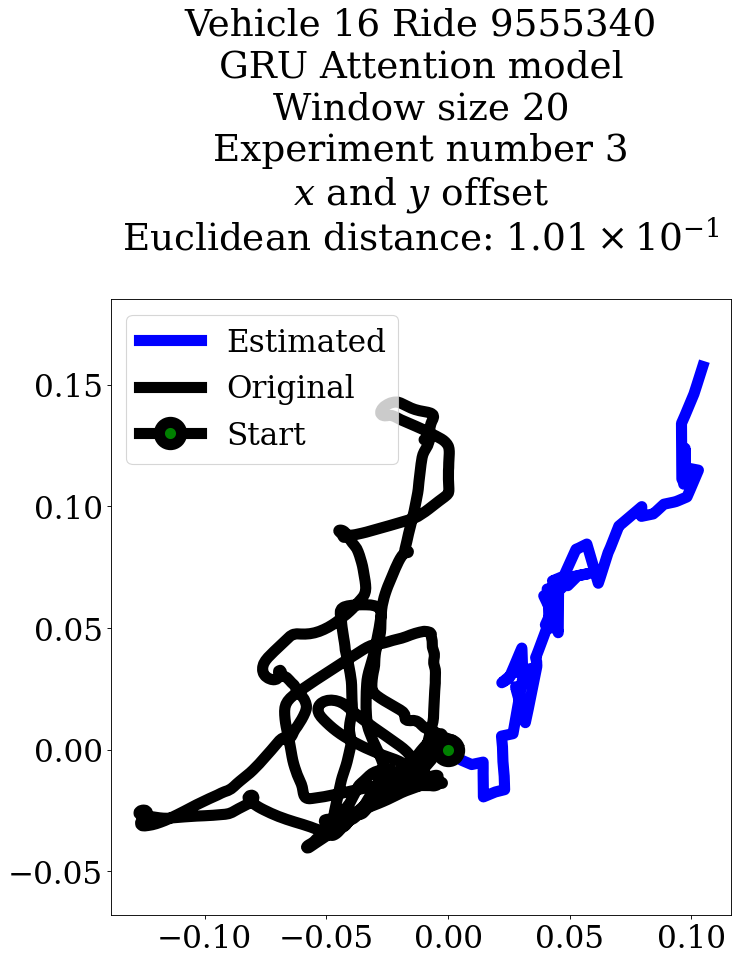 Vehicle 16 Ride 9555340
GRU Attention model
Window size 20
Experiment number 3
x and y offset
Euclidean distance: 1.01 × 10⁻¹
Estimated
Original
Start
0.15
0.10
0.05
0.00
−0.05
−0.10
−0.05
0.00
0.05
0.10